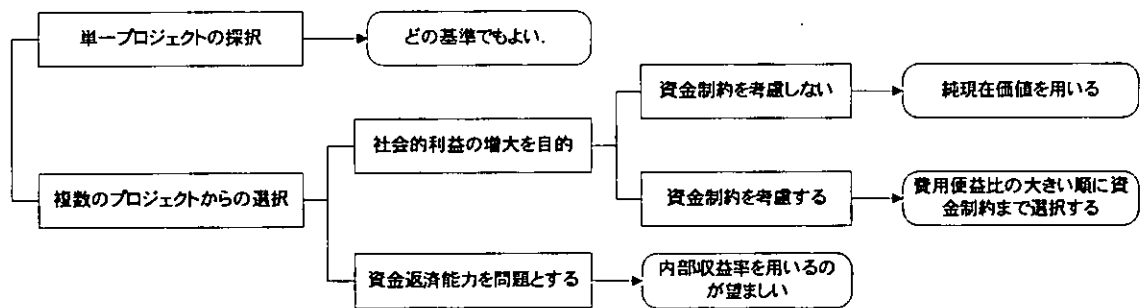 単一プロジェクトの採択
どの基準でもよい.
資金制約を考慮しない
純現在価値を用いる
社会的利益の増大を目的
複数のプロジェクトからの選択
資金制約を考慮する
費用便益比の大きい順に資
金制約まで選択する
資金返済能力を問題とする
内部収益率を用いるの
が望ましい